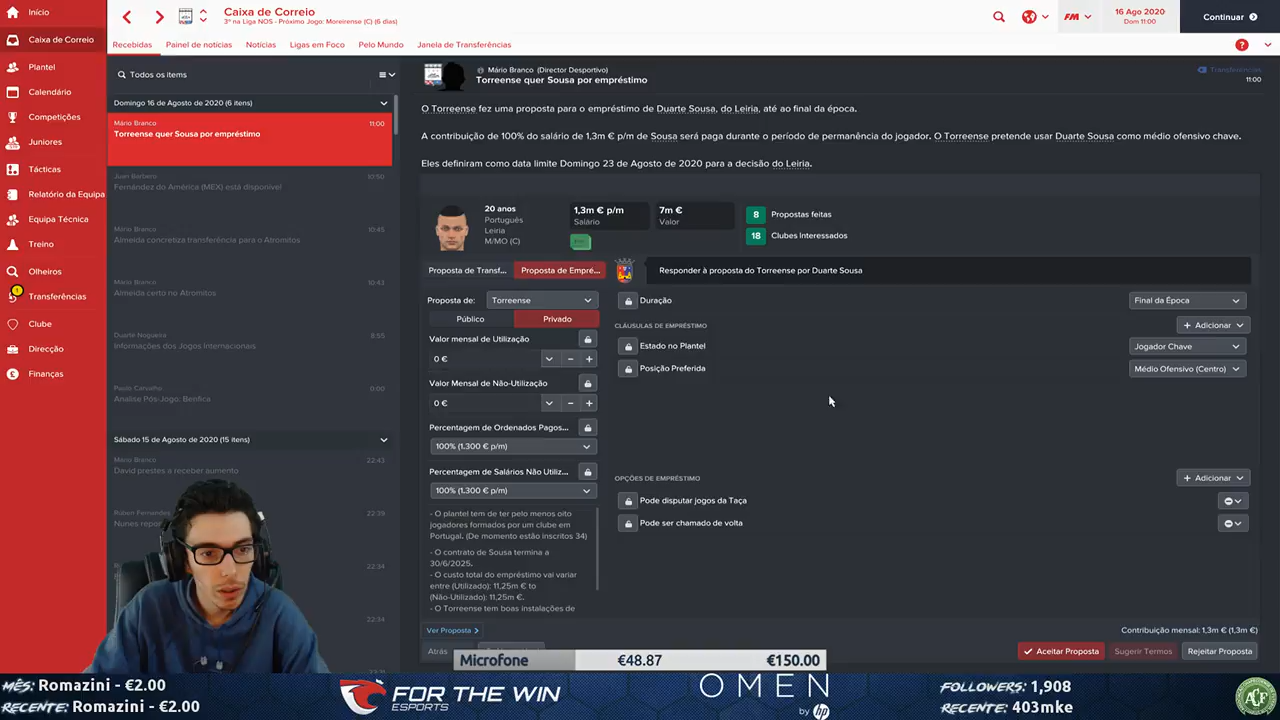 Início
Caixa de Correio
Plantel
Calendário
Competições
Juniores
Tácticas
Relatório da Equipa
Equipa Técnica
Treino
Olheiros
1
Transferências
Clube
Direcção
Finanças
Caixa de Correio
3º na Liga NOS - Próximo Jogo: Moreirense (C) (6 dias)
FM
16 Ago 2020
Dom 11:00
Continuar
Recebidas
Painel de notícias
Notícias
Ligas em Foco
Pelo Mundo
Janela de Transferências
?
Todos os items
Domingo 16 de Agosto de 2020 (6 itens)
Mário Branco
11:00
Torreense quer Sousa por empréstimo
Juan Barbero
10:50
Fernández do América (MEX) está disponível
Mário Branco
10:45
Almeida concretiza transferência para o Atromitos
Mário Branco
10:43
Almeida certo no Atromitos
Duarte Nogueira
8:55
Informações dos Jogos Internacionais
Paulo Carvalho
0:00
Análise Pós-Jogo: Benfica
Sábado 15 de Agosto de 2020 (15 itens)
Mário Branco
22:43
David prestes a receber aumento
Rúben Fernandez
22:39
22:34
22:34
22:34
Mário Branco (Director Desportivo)
Torreense quer Sousa por empréstimo
Transferências
11:00
O Torreense fez uma proposta para o empréstimo de Duarte Sousa, do Leiria, até ao final da época.
A contribuição de 100% do salário de 1,3m € p/m de Sousa será paga durante o período de permanência do jogador. O Torreense pretende usar Duarte Sousa como médio ofensivo chave.
Eles definiram como data limite Domingo 23 de Agosto de 2020 para a decisão do Leiria.
20 anos
Português
Leiria
M/MO (C)
1,3m € p/m
Salário
7m €
Valor
8
Propostas feitas
18
Clubes Interessados
Proposta de Transf...
Proposta de Empré...
Responder à proposta do Torreense por Duarte Sousa
Proposta de:
Torreense
Público
Privado
Valor mensal de Utilização
0 €
Valor Mensal de Não-Utilização
0 €
Percentagem de Ordenados Pagos...
100% (1.300 € p/m)
Percentagem de Salários Não Utiliz...
100% (1.300 € p/m)
- O plantel tem de ter pelo menos oito
jogadores formados por um clube em
Portugal. (De momento estão inscritos 34)
- O contrato de Sousa termina a
30/6/2025.
- O custo total do empréstimo vai variar
entre (Utilizado): 11,25m € to
(Não-Utilizado): 11,25m €.
- O Torreense tem boas instalações de
Duração
Final da Época
CLÁUSULAS DE EMPRÉSTIMO
Adicionar
Estado no Plantel
Jogador Chave
Posição Preferida
Médio Ofensivo (Centro)
OPÇÕES DE EMPRÉSTIMO
Adicionar
Pode disputar jogos da Taça
Pode ser chamado de volta
Ver Proposta
Contribuição mensal: 1,3m € (1,3m €)
Atrás
Aceitar Proposta
Sugerir Termos
Rejeitar Proposta
Microfone
€48.87
€150.00
MÊS: Romazini - €2.00
RECENTE: Romazini - €2.00
FOR THE WIN
ESPORTS
OMEN
by hp
FOLLOWERS: 1,908
RECENTE: 403mke